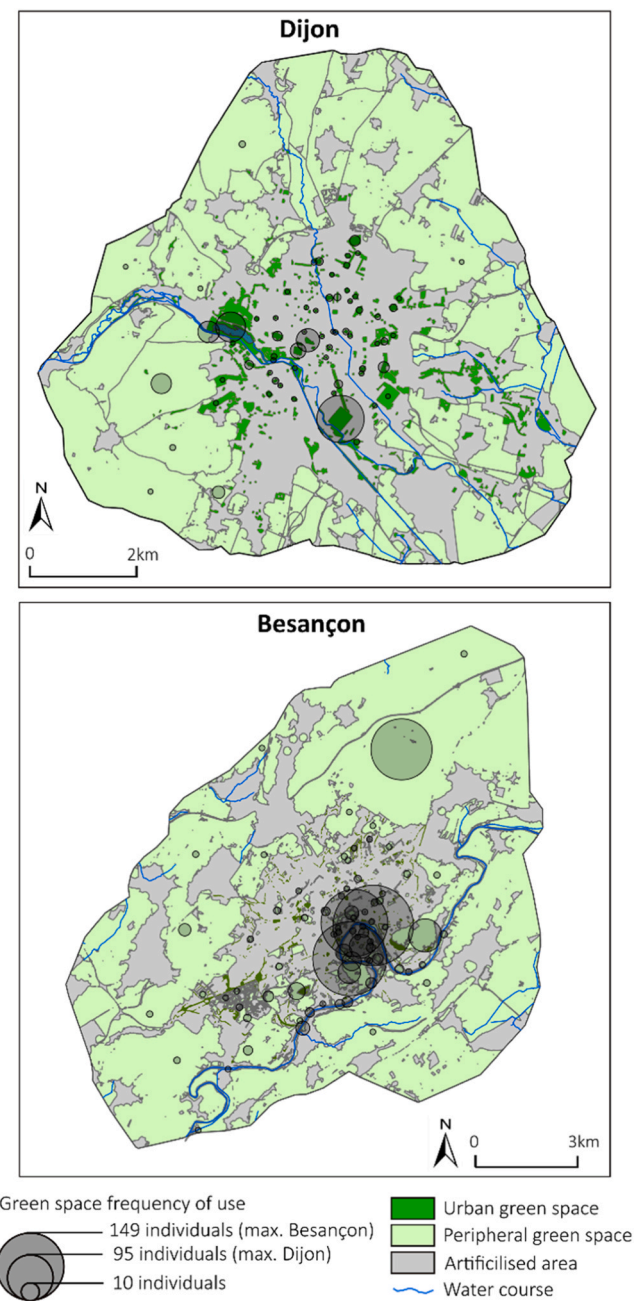 Dijon
N
0 2km
Besançon
N
0 3km
Green space frequency of use
149 individuals (max. Besançon)
95 individuals (max. Dijon)
10 individuals
Urban green space
Peripheral green space
Artificilised area
Water course